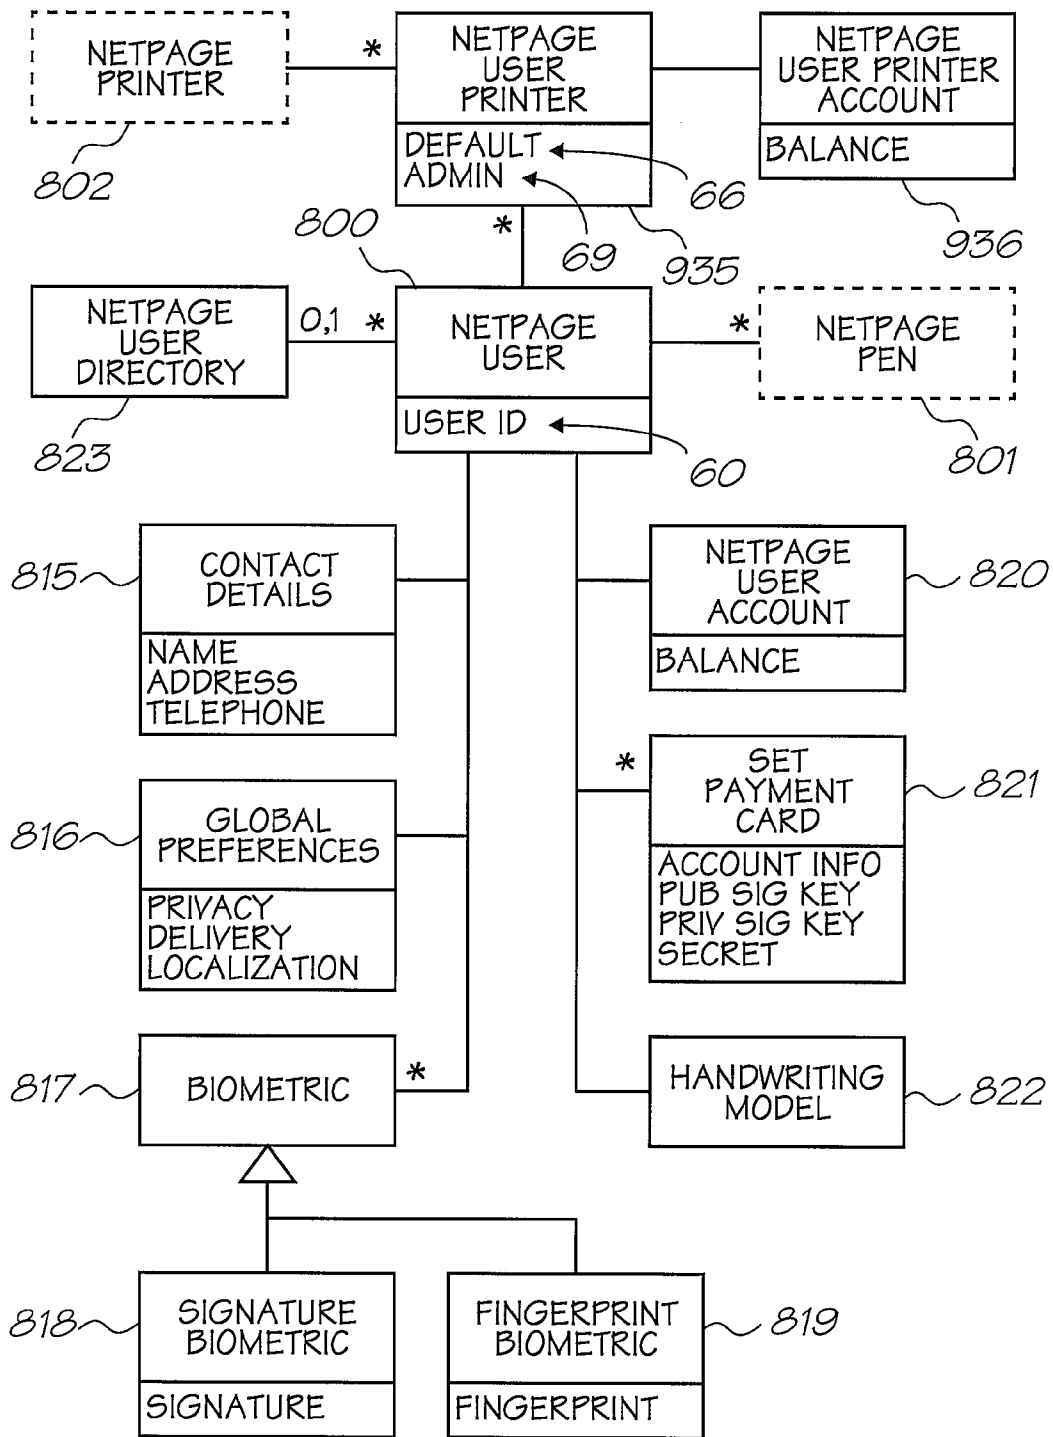 NETPAGE
PRINTER
802
*
NETPAGE
USER
PRINTER
DEFAULT
ADMIN
66
69
935
NETPAGE
USER PRINTER
ACCOUNT
BALANCE
936
*
800
NETPAGE
USER
DIRECTORY
823
0,1
*
NETPAGE
USER
USER ID
60
*
NETPAGE
PEN
801
815
CONTACT
DETAILS
NAME
ADDRESS
TELEPHONE
NETPAGE
USER
ACCOUNT
BALANCE
820
816
GLOBAL
PREFERENCES
PRIVACY
DELIVERY
LOCALIZATION
*
SET
PAYMENT
CARD
ACCOUNT INFO
PUB SIG KEY
PRIV SIG KEY
SECRET
821
817
BIOMETRIC
*
HANDWRITING
MODEL
822
818
SIGNATURE
BIOMETRIC
SIGNATURE
FINGERPRINT
BIOMETRIC
FINGERPRINT
819